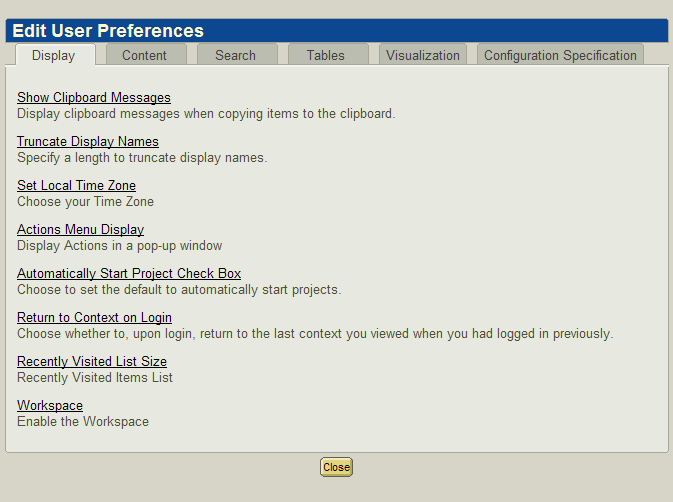 Edit User Preferences
Display Content Search Tables Visualization Configuration Specification
Show Clipboard Messages
Display clipboard messages when copying items to the clipboard.
Truncate Display Names
Specify a length to truncate display names.
Set Local Time Zone
Choose your Time Zone
Actions Menu Display
Display Actions in a pop-up window
Automatically Start Project Check Box
Choose to set the default to automatically start projects.
Return to Context on Login
Choose whether to, upon login, return to the last context you viewed when you had logged in previously.
Recently Visited List Size
Recently Visited Items List
Workspace
Enable the Workspace
Close